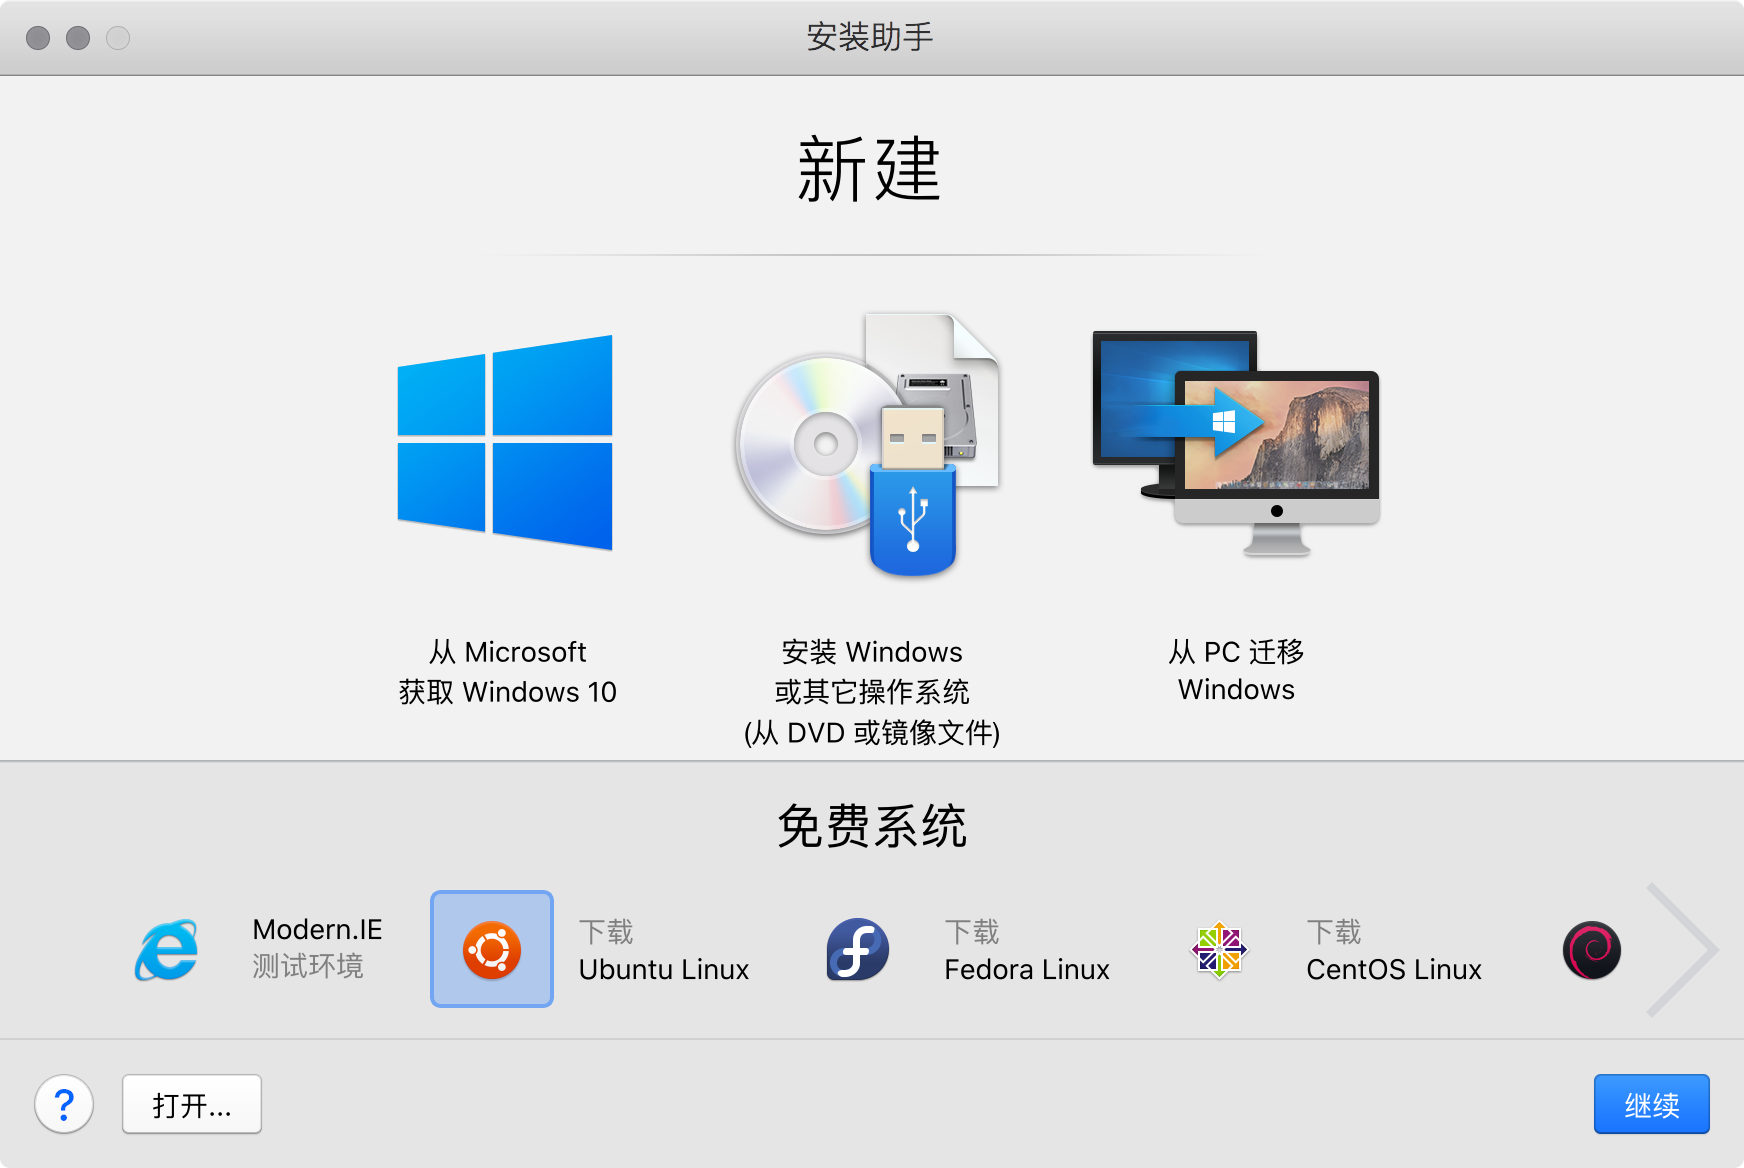 安装助手
新建
从 Microsoft
获取 Windows 10
安装 Windows
或其它操作系统
(从 DVD 或镜像文件)
从 PC 迁移
Windows
免费系统
Modern.IE
测试环境
下载
Ubuntu Linux
下载
Fedora Linux
下载
CentOS Linux
?
打开...
继续